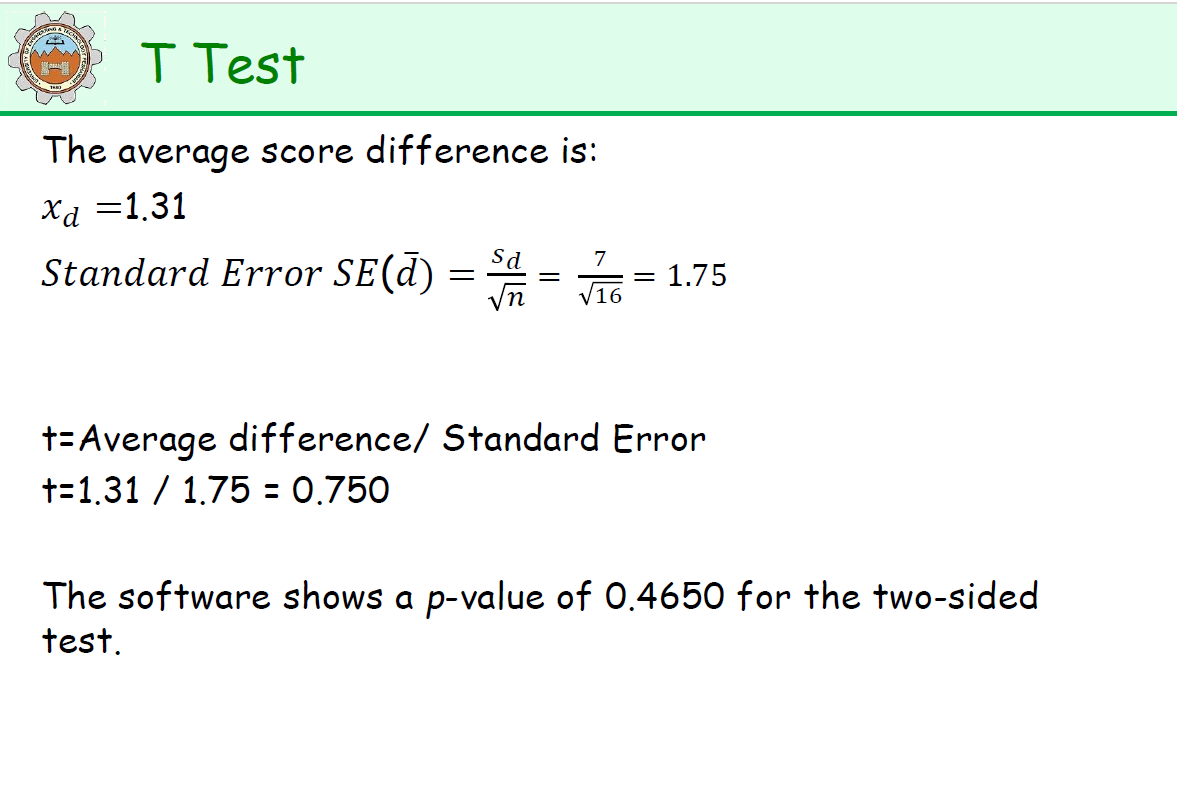 T Test
The average score difference is:
x_d =1.31
Standard Error SE(d̄) = s_d/√n = 7/√16 = 1.75
t=Average difference/ Standard Error
t=1.31 / 1.75 = 0.750
The software shows a p-value of 0.4650 for the two-sided
test.